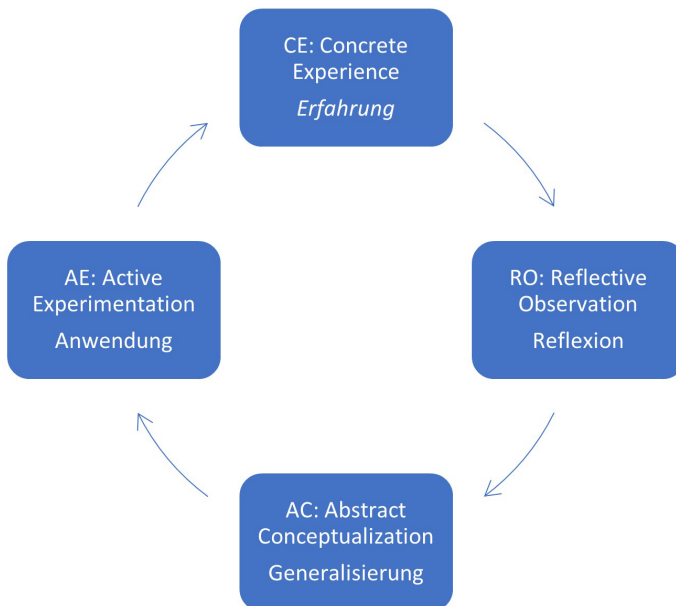 CE: Concrete
Experience
Erfahrung
AE: Active
Experimentation
Anwendung
RO: Reflective
Observation
Reflexion
AC: Abstract
Conceptualization
Generalisierung